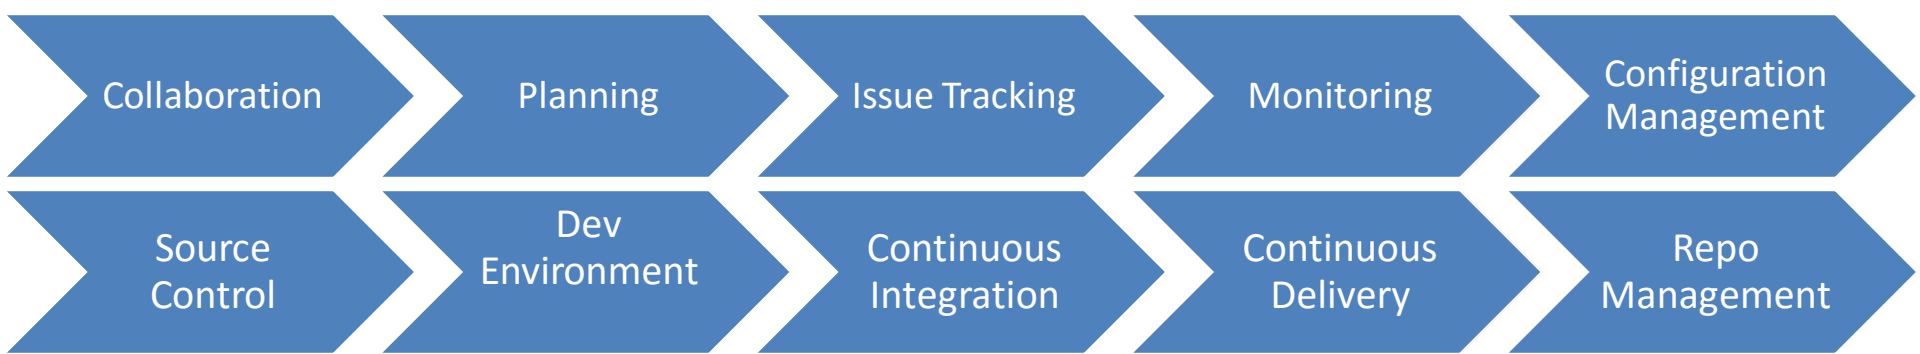 Collaboration
Planning
Issue Tracking
Monitoring
Configuration
Management
Source
Control
Dev
Environment
Continuous
Integration
Continuous
Delivery
Repo
Management